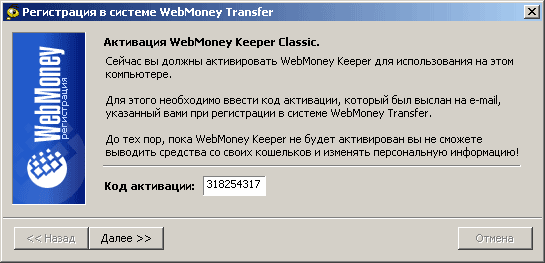 Регистрация в системе WebMoney Transfer
WebMoney
регистрация
Активация WebMoney Keeper Classic.
Сейчас вы должны активировать WebMoney Keeper для использования на этом
компьютере.
Для этого необходимо ввести код активации, который был выслан на e-mail,
указанный вами при регистрации в системе WebMoney Transfer.
До тех пор, пока WebMoney Keeper не будет активирован вы не сможете
выводить средства со своих кошельков и изменять персональную информацию!
Код активации: 318254317
<< Назад
Далее >>
Отмена